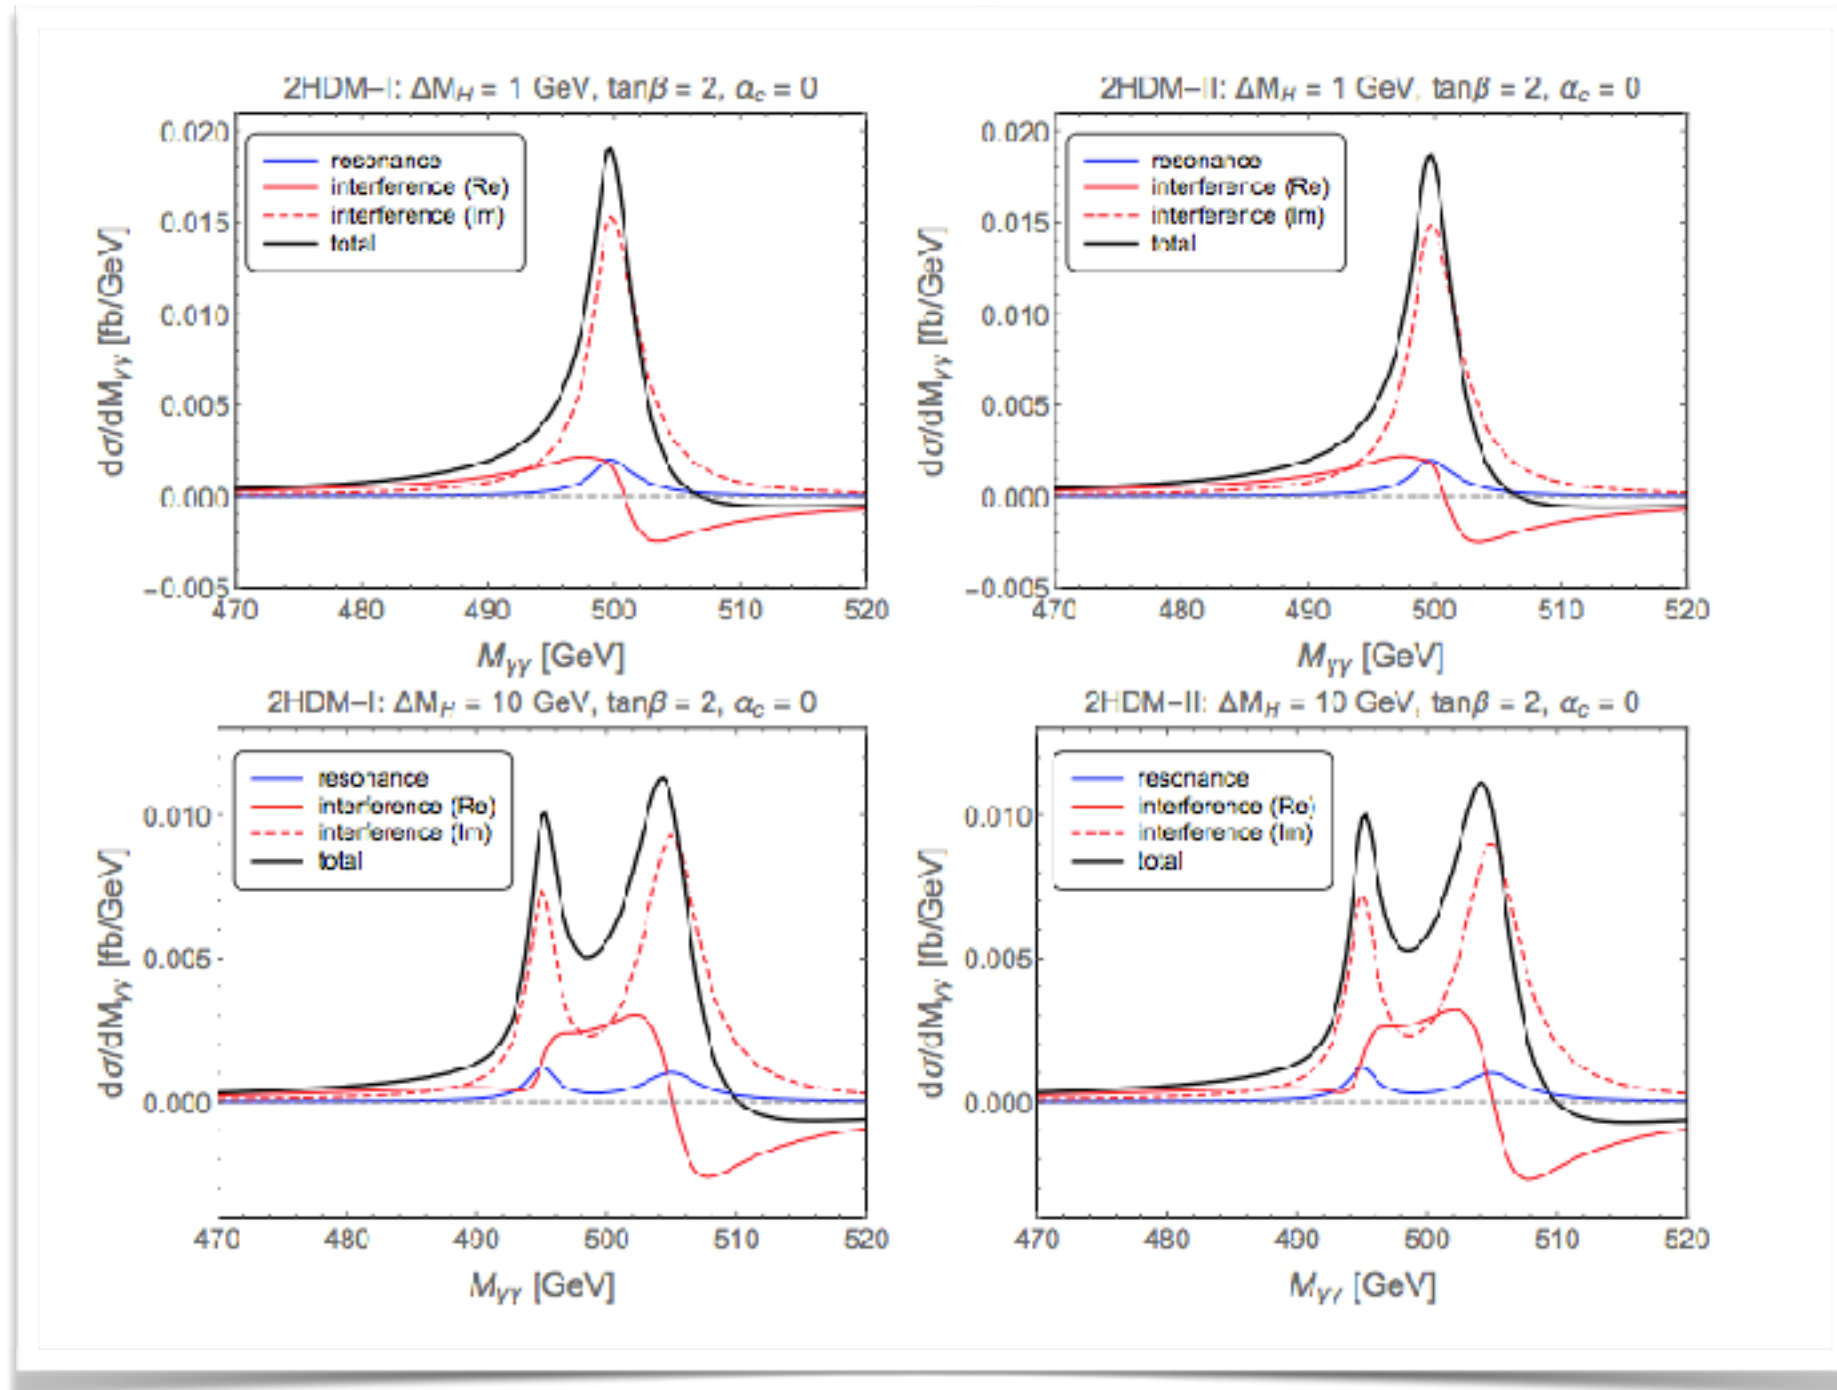 2HDM–I: ΔM_H = 1 GeV, tanβ = 2, α_c = 0
0.020
0.015
0.010
0.005
0.000
−0.005
dσ/dM_γγ [fb/GeV]
resonance
interference (Re)
interference (Im)
total
470 480 490 500 510 520
M_γγ [GeV]
2HDM–II: ΔM_H = 1 GeV, tanβ = 2, α_c = 0
0.020
0.015
0.010
0.005
0.000
−0.005
dσ/dM_γγ [fb/GeV]
resonance
interference (Re)
interference (Im)
total
470 480 490 500 510 520
M_γγ [GeV]
2HDM–I: ΔM_H = 10 GeV, tanβ = 2, α_c = 0
0.010
0.005
0.000
dσ/dM_γγ [fb/GeV]
resonance
interference (Re)
interference (Im)
total
470 480 490 500 510 520
M_γγ [GeV]
2HDM–II: ΔM_H = 10 GeV, tanβ = 2, α_c = 0
0.010
0.005
0.000
dσ/dM_γγ [fb/GeV]
resonance
interference (Re)
interference (Im)
total
470 480 490 500 510 520
M_γγ [GeV]